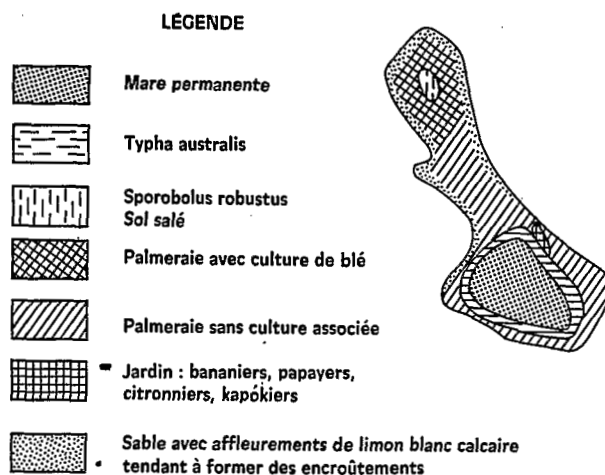 LÉGENDE
Mare permanente
Typha australis
Sporobolus robustus
Sol salé
Palmeraie avec culture de blé
Palmeraie sans culture associée
Jardin : bananiers, papayers,
citronniers, kapókiers
Sable avec affleurements de limon blanc calcaire
tendant à former des encroûtements